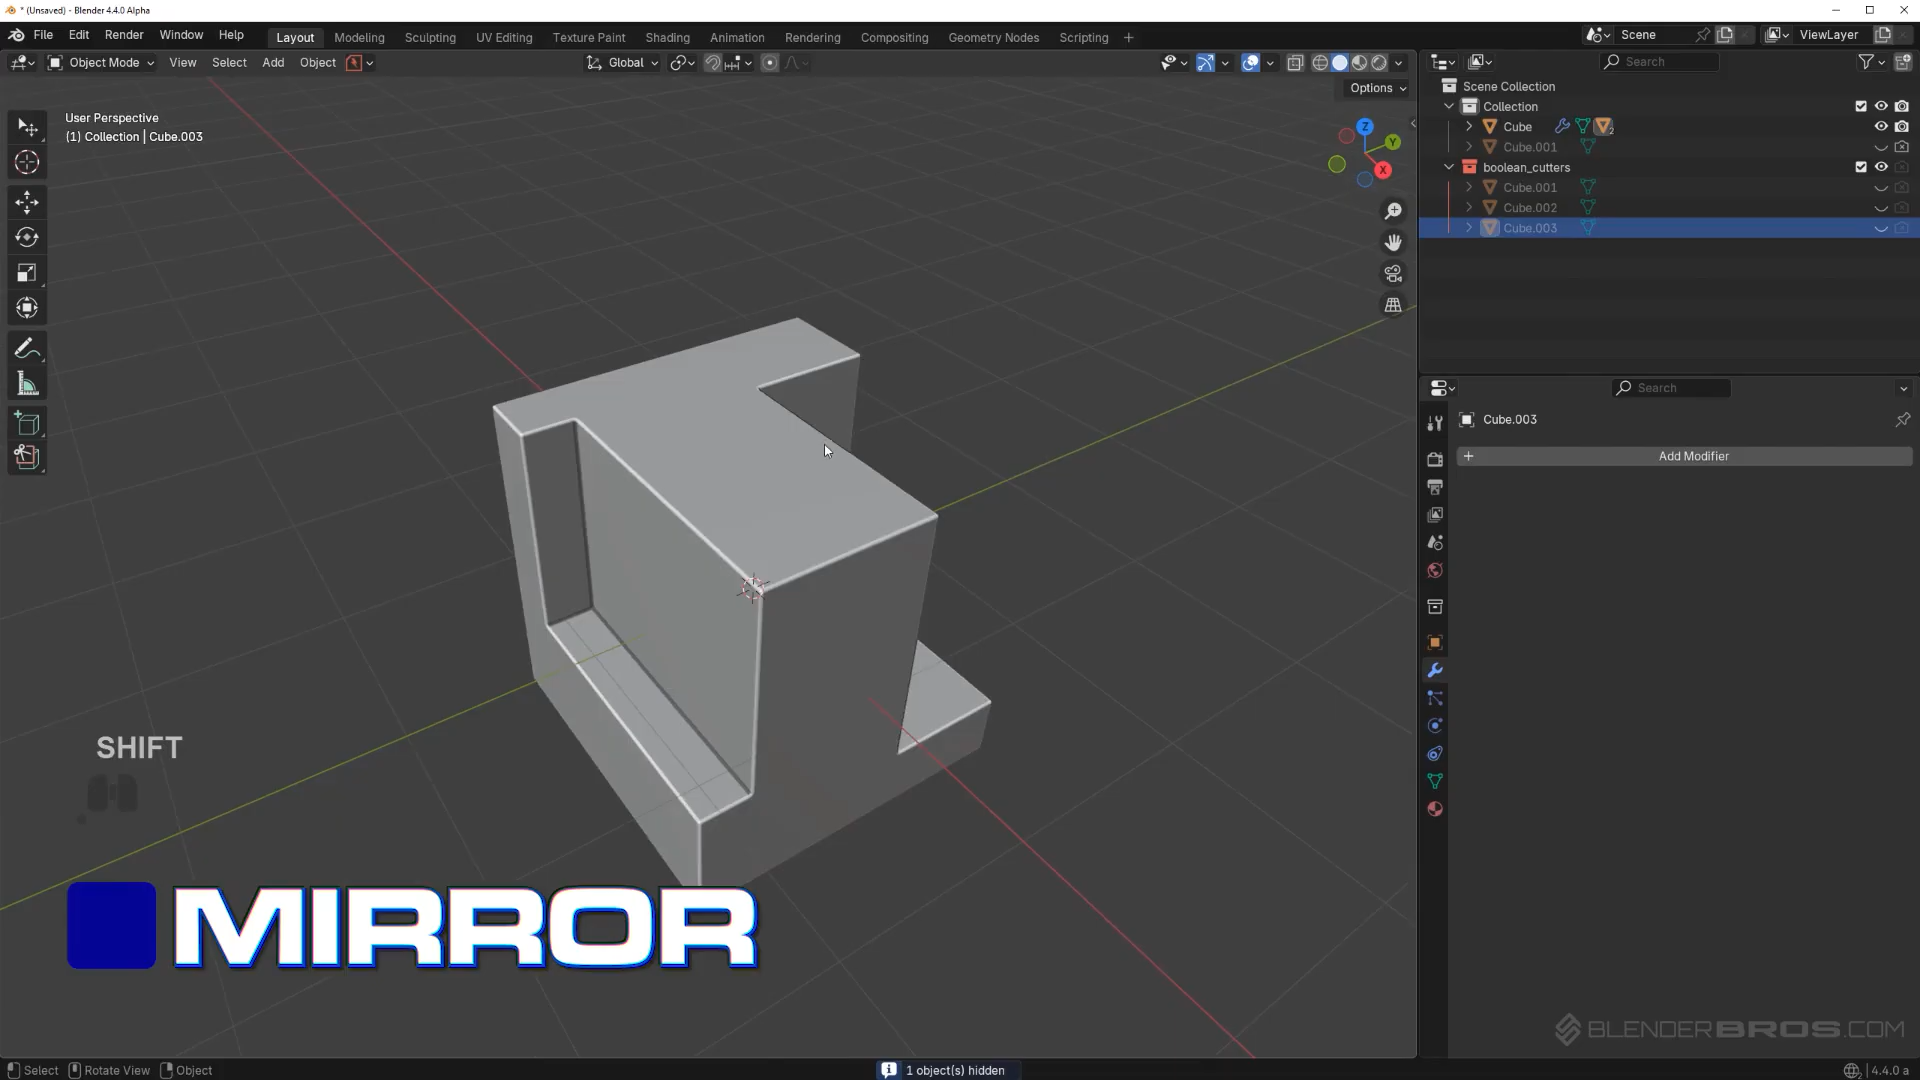 * (Unsaved) - Blender 4.4.0 Alpha
File Edit Render Window Help Layout Modeling Sculpting UV Editing Texture Paint Shading Animation Rendering Compositing Geometry Nodes Scripting + Scene ViewLayer
Object Mode View Select Add Object Global Search
Options
User Perspective
(1) Collection | Cube.003
Z
Y
X
Scene Collection
Collection
Cube 2
Cube.001
boolean_cutters
Cube.001
Cube.002
Cube.003
Search
Cube.003
+ Add Modifier
SHIFT
MIRROR
BLENDERBROS.COM
Select Rotate View Object 1 object(s) hidden 4.4.0 a